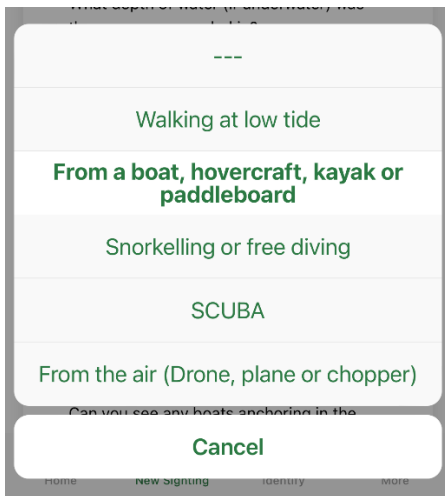 What depth of water (if underwater) was
---
Walking at low tide
From a boat, hovercraft, kayak or
paddleboard
Snorkelling or free diving
SCUBA
From the air (Drone, plane or chopper)
Can you see any boats anchoring in the
Cancel
Home New Sighting Identify More